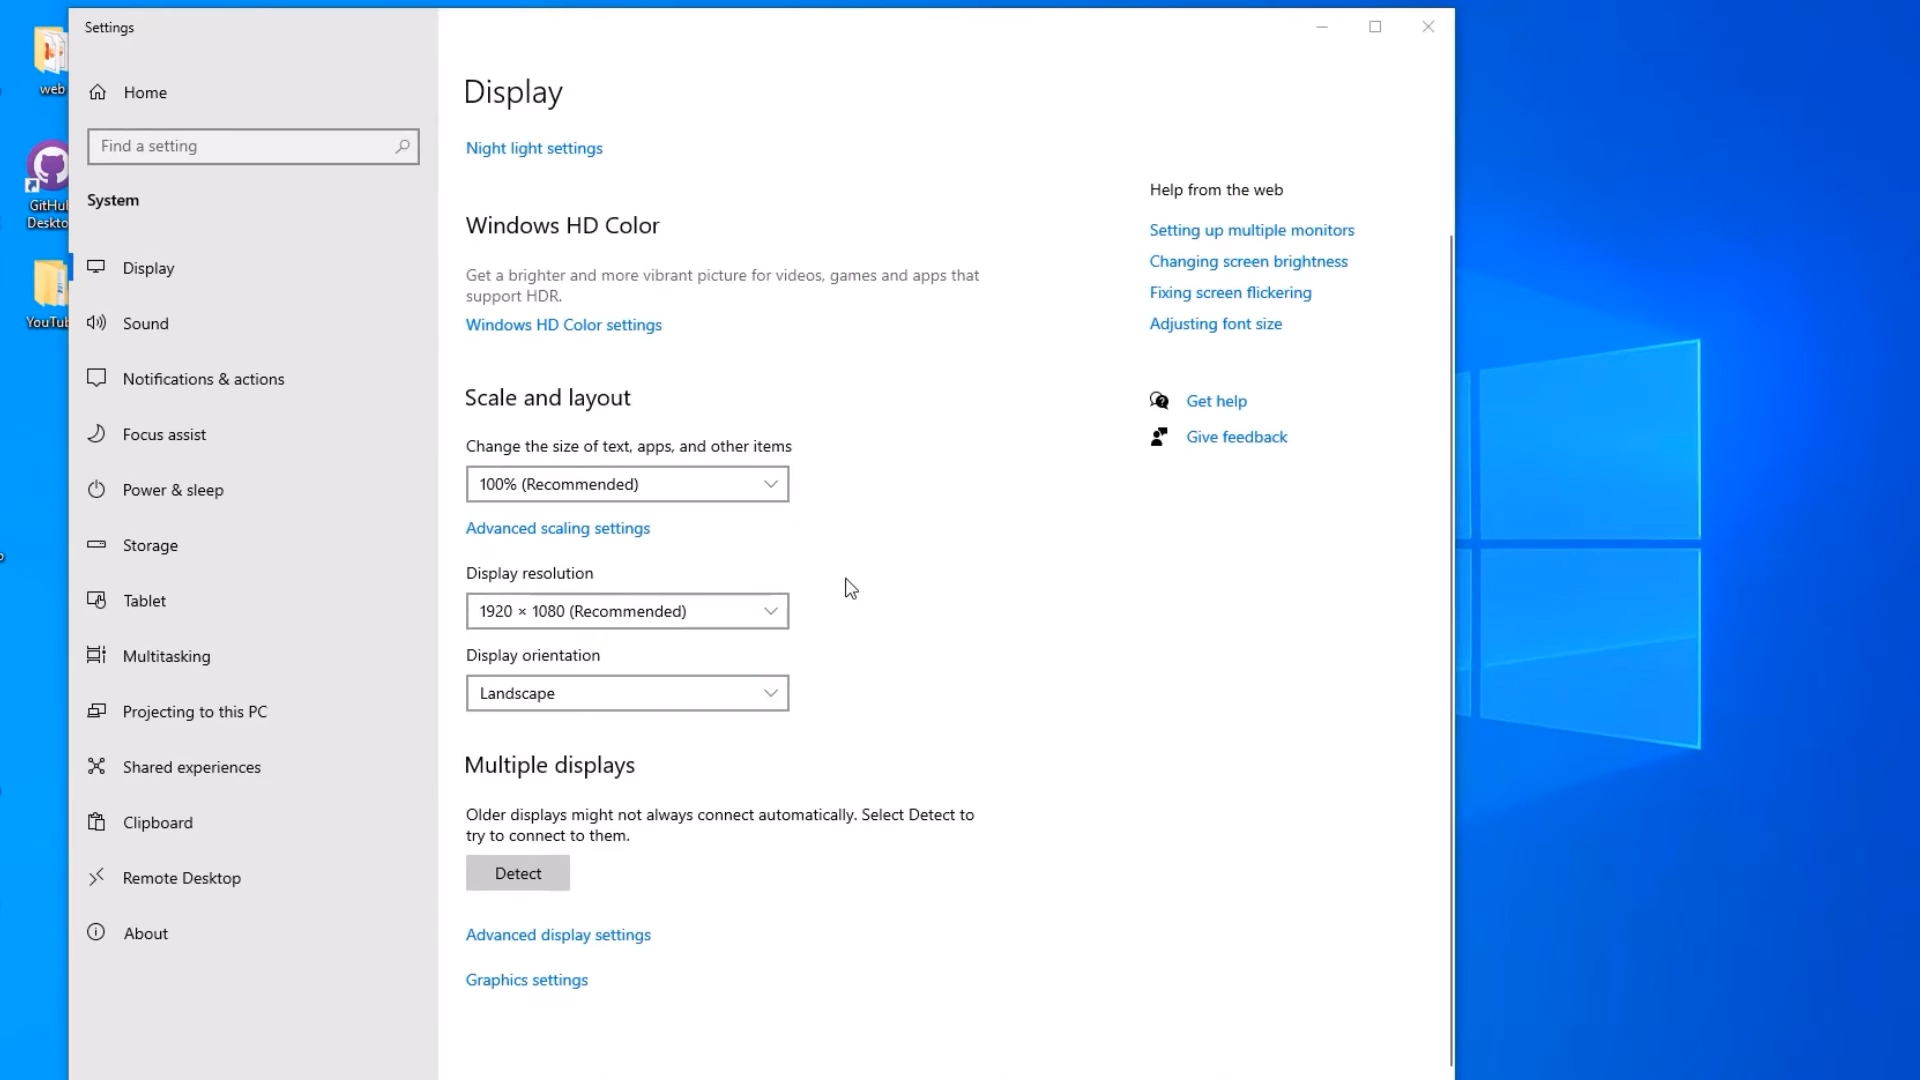 Settings
web
GitHu
Deskto
YouTub
Home
Find a setting
System
Display
Sound
Notifications & actions
Focus assist
Power & sleep
Storage
Tablet
Multitasking
Projecting to this PC
Shared experiences
Clipboard
Remote Desktop
About
Display
Night light settings
Windows HD Color
Get a brighter and more vibrant picture for videos, games and apps that
support HDR.
Windows HD Color settings
Scale and layout
Change the size of text, apps, and other items
100% (Recommended)
Advanced scaling settings
Display resolution
1920 × 1080 (Recommended)
Display orientation
Landscape
Multiple displays
Older displays might not always connect automatically. Select Detect to
try to connect to them.
Detect
Advanced display settings
Graphics settings
Help from the web
Setting up multiple monitors
Changing screen brightness
Fixing screen flickering
Adjusting font size
Get help
Give feedback